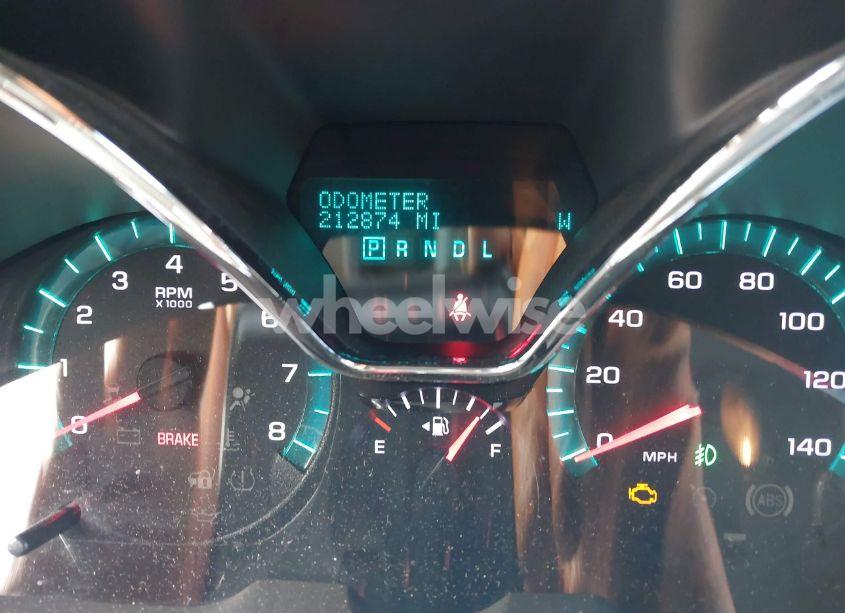 ODOMETER
212874 MI W
P R N D L
wheelwise
0 1 2 3 4 5 6 7 8
RPM
X 1000
BRAKE
E F
0 20 40 60 80 100 120 140
MPH
ABS